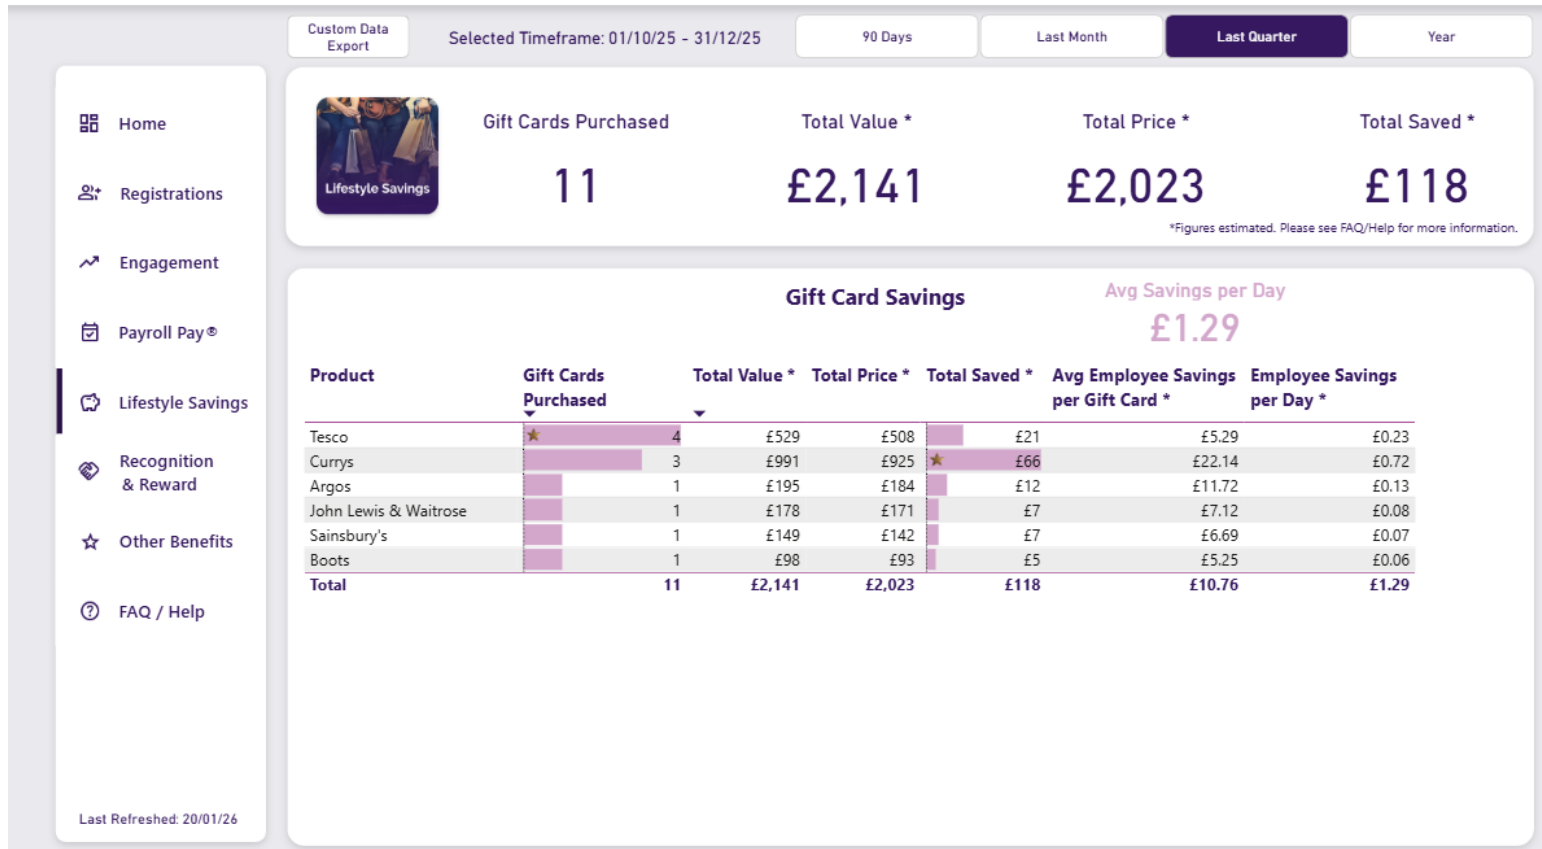 Custom Data
Export
Selected Timeframe: 01/10/25 - 31/12/25
90 Days
Last Month
Last Quarter
Year
Home
Registrations
Engagement
Payroll Pay®
Lifestyle Savings
Recognition
& Reward
Other Benefits
FAQ / Help
Last Refreshed: 20/01/26
Lifestyle Savings
Gift Cards Purchased
11
Total Value *
£2,141
Total Price *
£2,023
Total Saved *
£118
*Figures estimated. Please see FAQ/Help for more information.
Gift Card Savings
Avg Savings per Day
£1.29
Product Gift Cards Purchased Total Value * Total Price * Total Saved * Avg Employee Savings per Gift Card * Employee Savings per Day *
Tesco 4 £529 £508 £21 £5.29 £0.23
Currys 3 £991 £925 £66 £22.14 £0.72
Argos 1 £195 £184 £12 £11.72 £0.13
John Lewis & Waitrose 1 £178 £171 £7 £7.12 £0.08
Sainsbury's 1 £149 £142 £7 £6.69 £0.07
Boots 1 £98 £93 £5 £5.25 £0.06
Total 11 £2,141 £2,023 £118 £10.76 £1.29